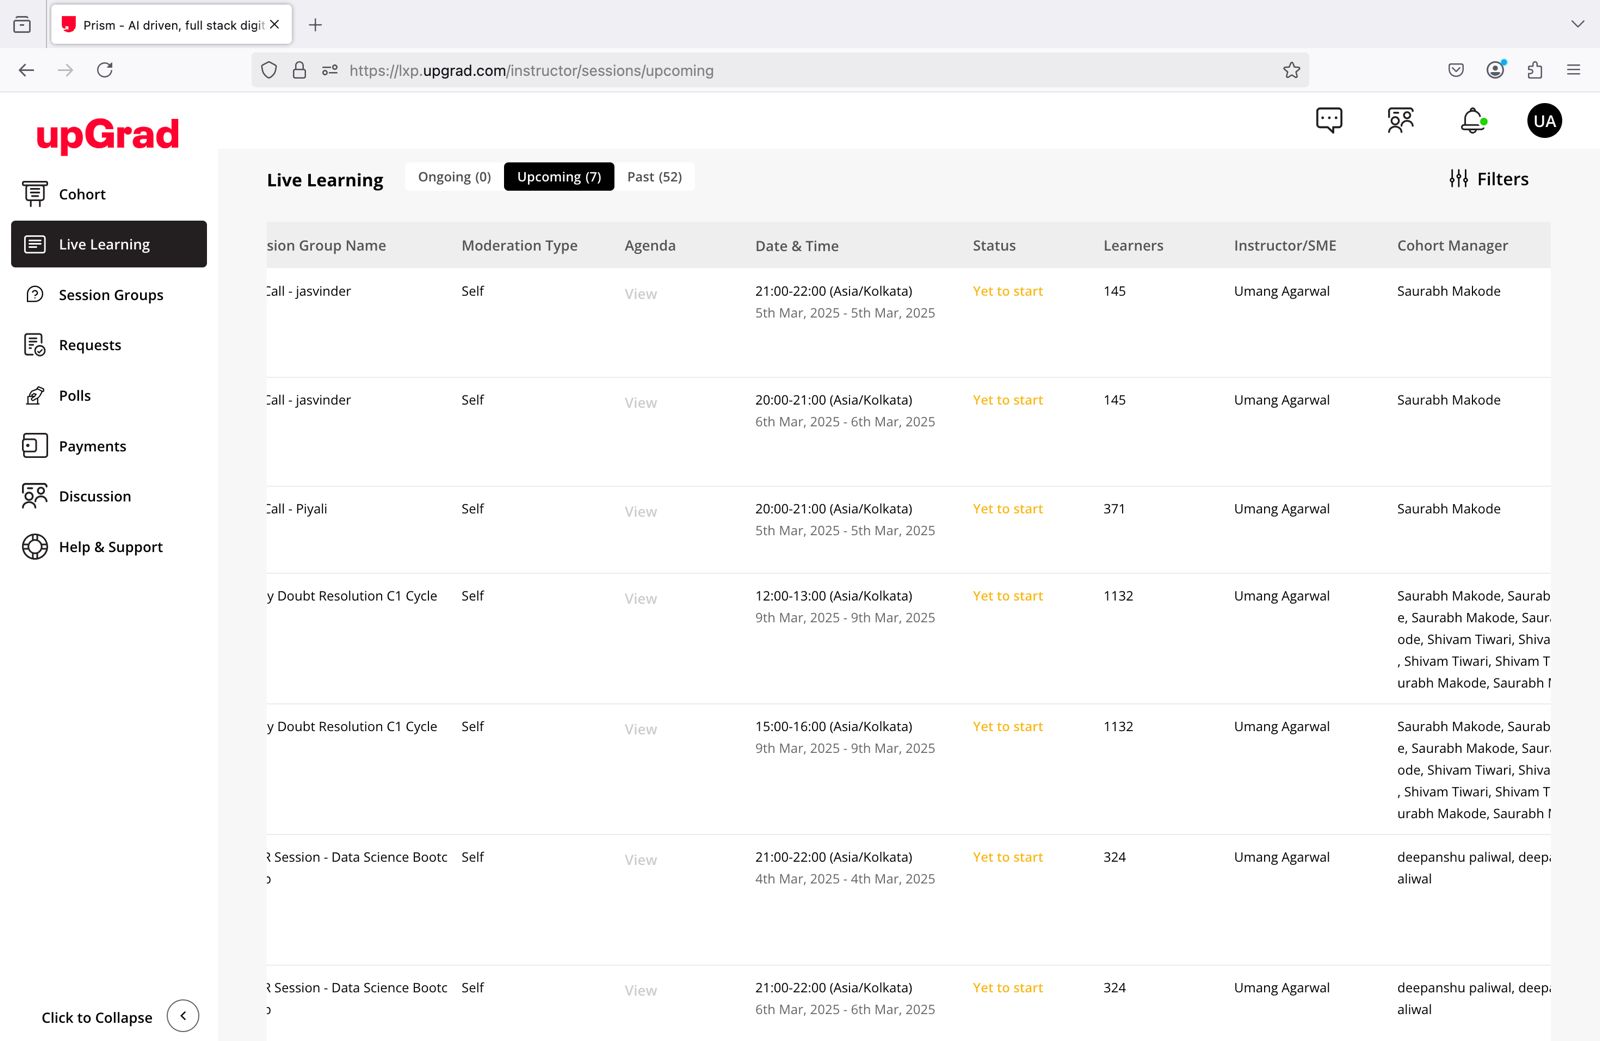 Prism - AI driven, full stack digit
https://lxp.upgrad.com/instructor/sessions/upcoming
upGrad
UA
Cohort
Live Learning
Session Groups
Requests
Polls
Payments
Discussion
Help & Support
Click to Collapse
Live Learning
Ongoing (0)
Upcoming (7)
Past (52)
Filters
sion Group Name Moderation Type Agenda Date & Time Status Learners Instructor/SME Cohort Manager
Call - jasvinder Self View 21:00-22:00 (Asia/Kolkata) Yet to start 145 Umang Agarwal Saurabh Makode
5th Mar, 2025 - 5th Mar, 2025
Call - jasvinder Self View 20:00-21:00 (Asia/Kolkata) Yet to start 145 Umang Agarwal Saurabh Makode
6th Mar, 2025 - 6th Mar, 2025
Call - Piyali Self View 20:00-21:00 (Asia/Kolkata) Yet to start 371 Umang Agarwal Saurabh Makode
5th Mar, 2025 - 5th Mar, 2025
y Doubt Resolution C1 Cycle Self View 12:00-13:00 (Asia/Kolkata) Yet to start 1132 Umang Agarwal Saurabh Makode, Saurab
9th Mar, 2025 - 9th Mar, 2025 e, Saurabh Makode, Saur
ode, Shivam Tiwari, Shiva
, Shivam Tiwari, Shivam T
urabh Makode, Saurabh M
y Doubt Resolution C1 Cycle Self View 15:00-16:00 (Asia/Kolkata) Yet to start 1132 Umang Agarwal Saurabh Makode, Saurab
9th Mar, 2025 - 9th Mar, 2025 e, Saurabh Makode, Saur
ode, Shivam Tiwari, Shiva
, Shivam Tiwari, Shivam T
urabh Makode, Saurabh M
R Session - Data Science Bootc Self View 21:00-22:00 (Asia/Kolkata) Yet to start 324 Umang Agarwal deepanshu paliwal, deepa
p 4th Mar, 2025 - 4th Mar, 2025 aliwal
R Session - Data Science Bootc Self View 21:00-22:00 (Asia/Kolkata) Yet to start 324 Umang Agarwal deepanshu paliwal, deepa
p 6th Mar, 2025 - 6th Mar, 2025 aliwal